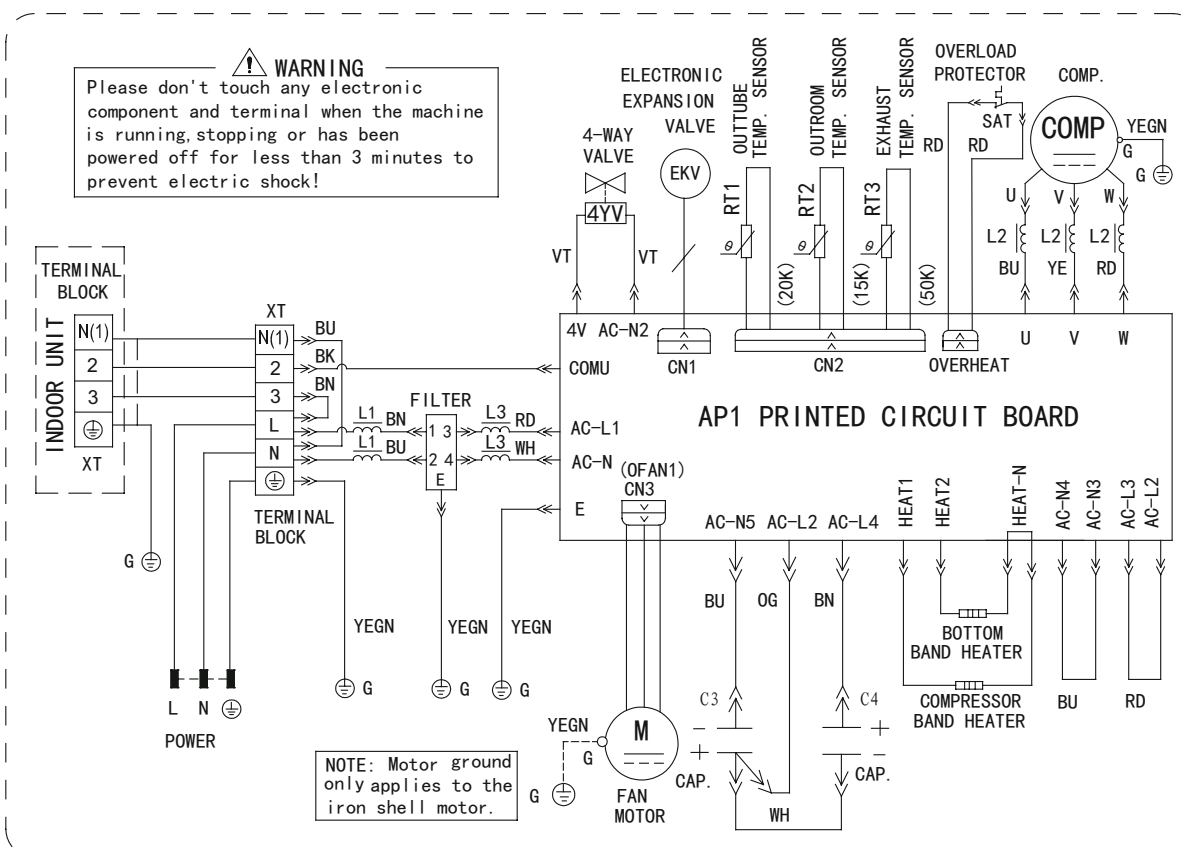 WARNING
Please don't touch any electronic
component and terminal when the machine
is running, stopping or has been
powered off for less than 3 minutes to
prevent electric shock!
ELECTRONIC
EXPANSION
VALVE
EKV
4-WAY
VALVE
4YV
VT
VT
OUTTUBE
TEMP. SENSOR
RT1
θ
(20K)
OUTROOM
TEMP. SENSOR
RT2
θ
(15K)
EXHAUST
TEMP. SENSOR
RT3
θ
(50K)
OVERLOAD
PROTECTOR
SAT
RD
RD
COMP.
COMP
YEGN
G
G
U
V
W
L2
L2
L2
BU
YE
RD
INDOOR UNIT
TERMINAL
BLOCK
N(1)
2
3
XT
G
XT
N(1)
2
3
L
N
TERMINAL
BLOCK
BU
BK
BN
L1
BN
L1
BU
FILTER
1 3
2 4
E
L3
RD
L3
WH
4V
AC-N2
COMU
AC-L1
AC-N
E
CN1
CN2
OVERHEAT
U
V
W
AP1 PRINTED CIRCUIT BOARD
(OFAN1)
CN3
AC-N5
AC-L2
AC-L4
HEAT1
HEAT2
HEAT-N
AC-N4
AC-N3
AC-L3
AC-L2
YEGN
YEGN
YEGN
G
G
G
L
N
POWER
BU
OG
BN
BOTTOM
BAND HEATER
COMPRESSOR
BAND HEATER
BU
RD
C3
C4
−
+
+
−
CAP.
CAP.
WH
YEGN
G
G
M
FAN
MOTOR
NOTE: Motor ground
only applies to the
iron shell motor.